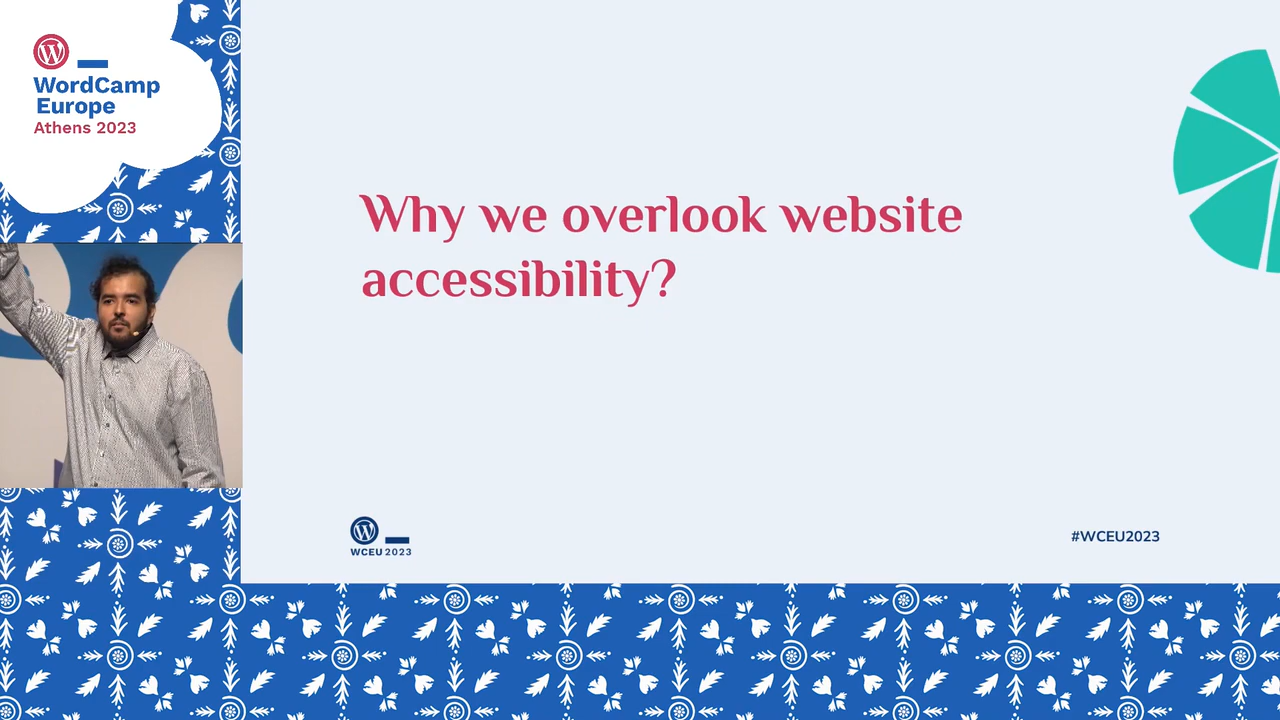 WordCamp
Europe
Athens 2023
Why we overlook website
accessibility?
WCEU 2023
#WCEU2023